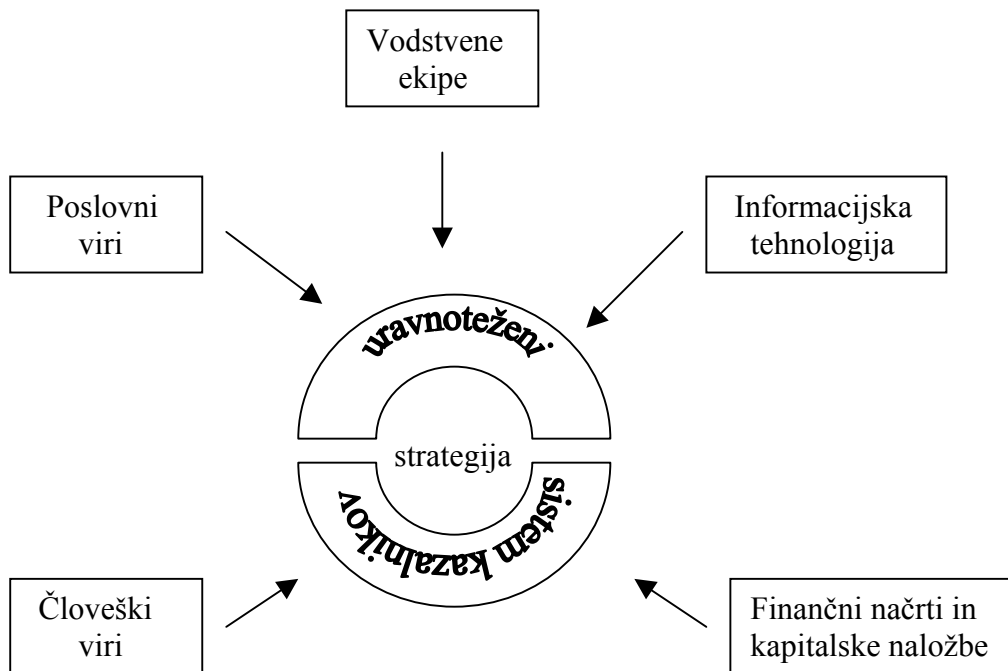 Vodstvene
ekipe
Poslovni
viri
Informacijska
tehnologija
uravnoteženi
strategija
sistem kazalnikov
Človeški
viri
Finančni načrti in
kapitalske naložbe